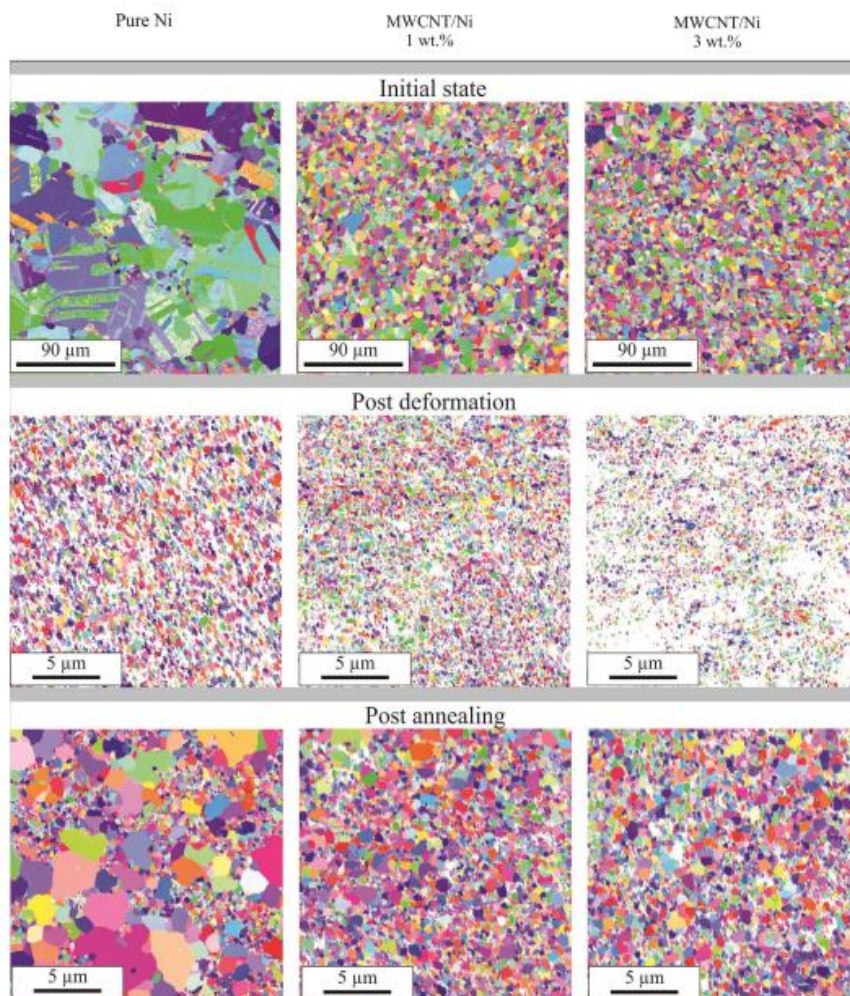 Pure Ni
MWCNT/Ni
1 wt.%
MWCNT/Ni
3 wt.%
Initial state
90 µm
90 µm
90 µm
Post deformation
5 µm
5 µm
5 µm
Post annealing
5 µm
5 µm
5 µm